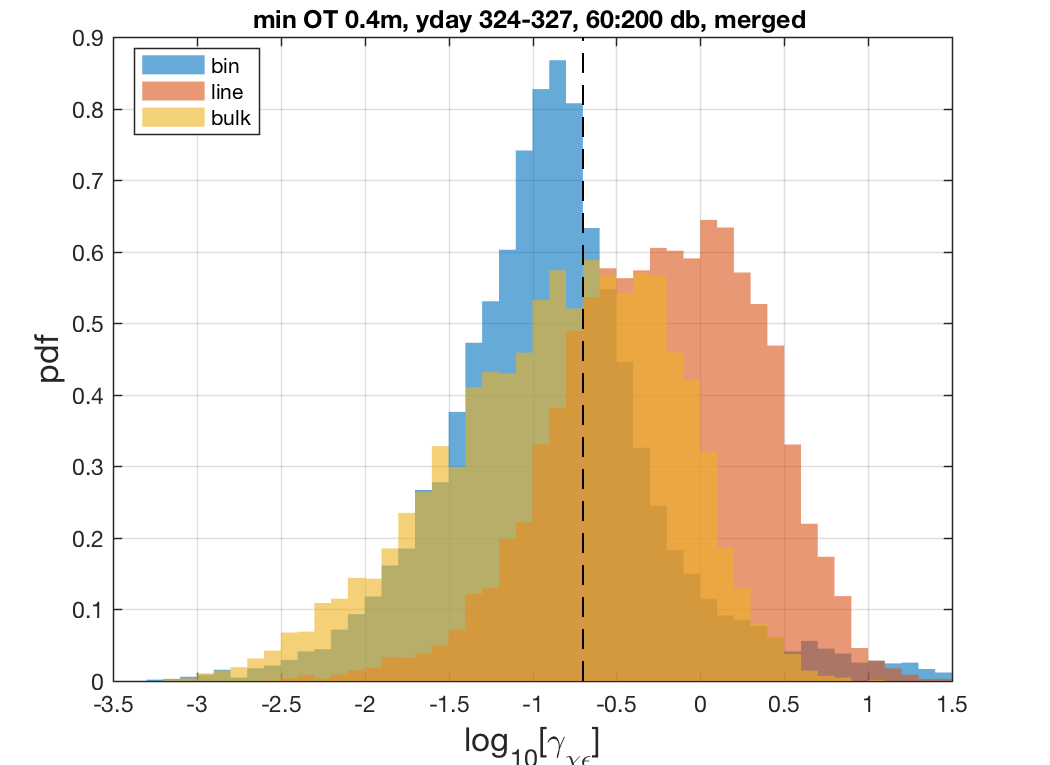 min OT 0.4m, yday 324-327, 60:200 db, merged
bin
line
bulk
pdf
0.9
0.8
0.7
0.6
0.5
0.4
0.3
0.2
0.1
0
-3.5 -3 -2.5 -2 -1.5 -1 -0.5 0 0.5 1 1.5
log₁₀[γ_χϵ]